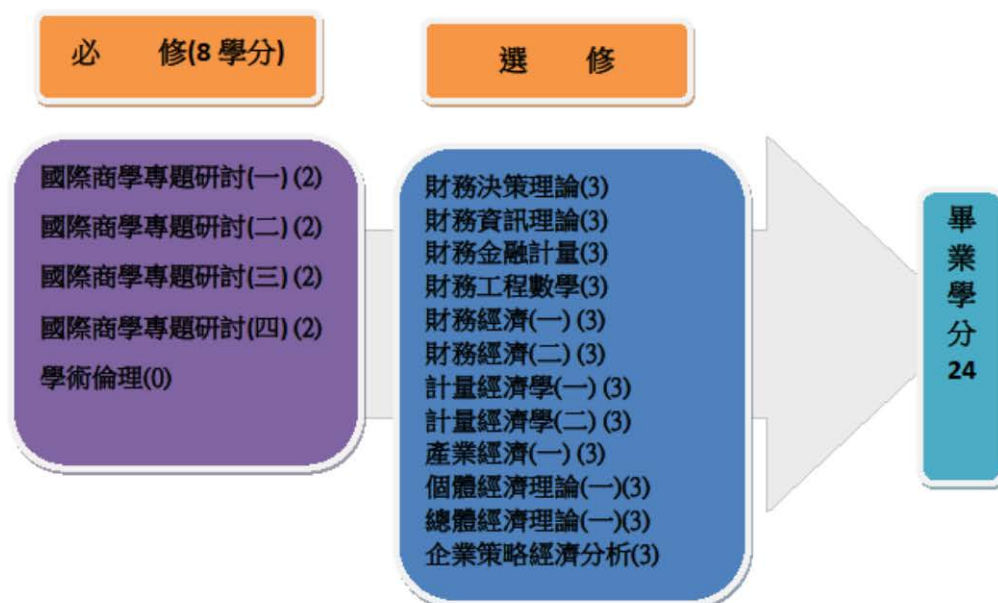 必 修(8 學分)
國際商學專題研討(一) (2)
國際商學專題研討(二) (2)
國際商學專題研討(三) (2)
國際商學專題研討(四) (2)
學術倫理(0)
選 修
財務決策理論(3)
財務資訊理論(3)
財務金融計量(3)
財務工程數學(3)
財務經濟(一) (3)
財務經濟(二) (3)
計量經濟學(一) (3)
計量經濟學(二) (3)
產業經濟(一) (3)
個體經濟理論(一)(3)
總體經濟理論(一)(3)
企業策略經濟分析(3)
畢
業
學
分
24